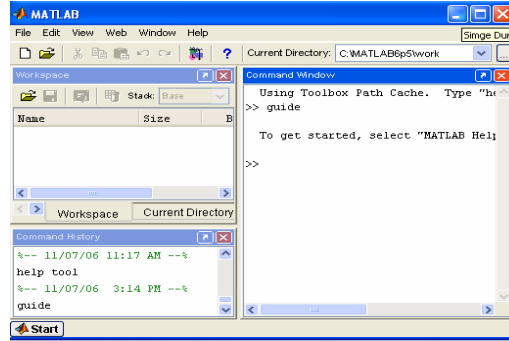 MATLAB
File Edit View Web Window Help
Simge Dur
? Current Directory: C:\MATLAB6p5\work ...
Workspace
Stack: Base
Name Size B
Workspace Current Directory
Command History
%-- 11/07/06 11:17 AM --%
help tool
%-- 11/07/06 3:14 PM --%
guide
Command Window
Using Toolbox Path Cache. Type "he
>> guide
To get started, select "MATLAB Help
>>
Start